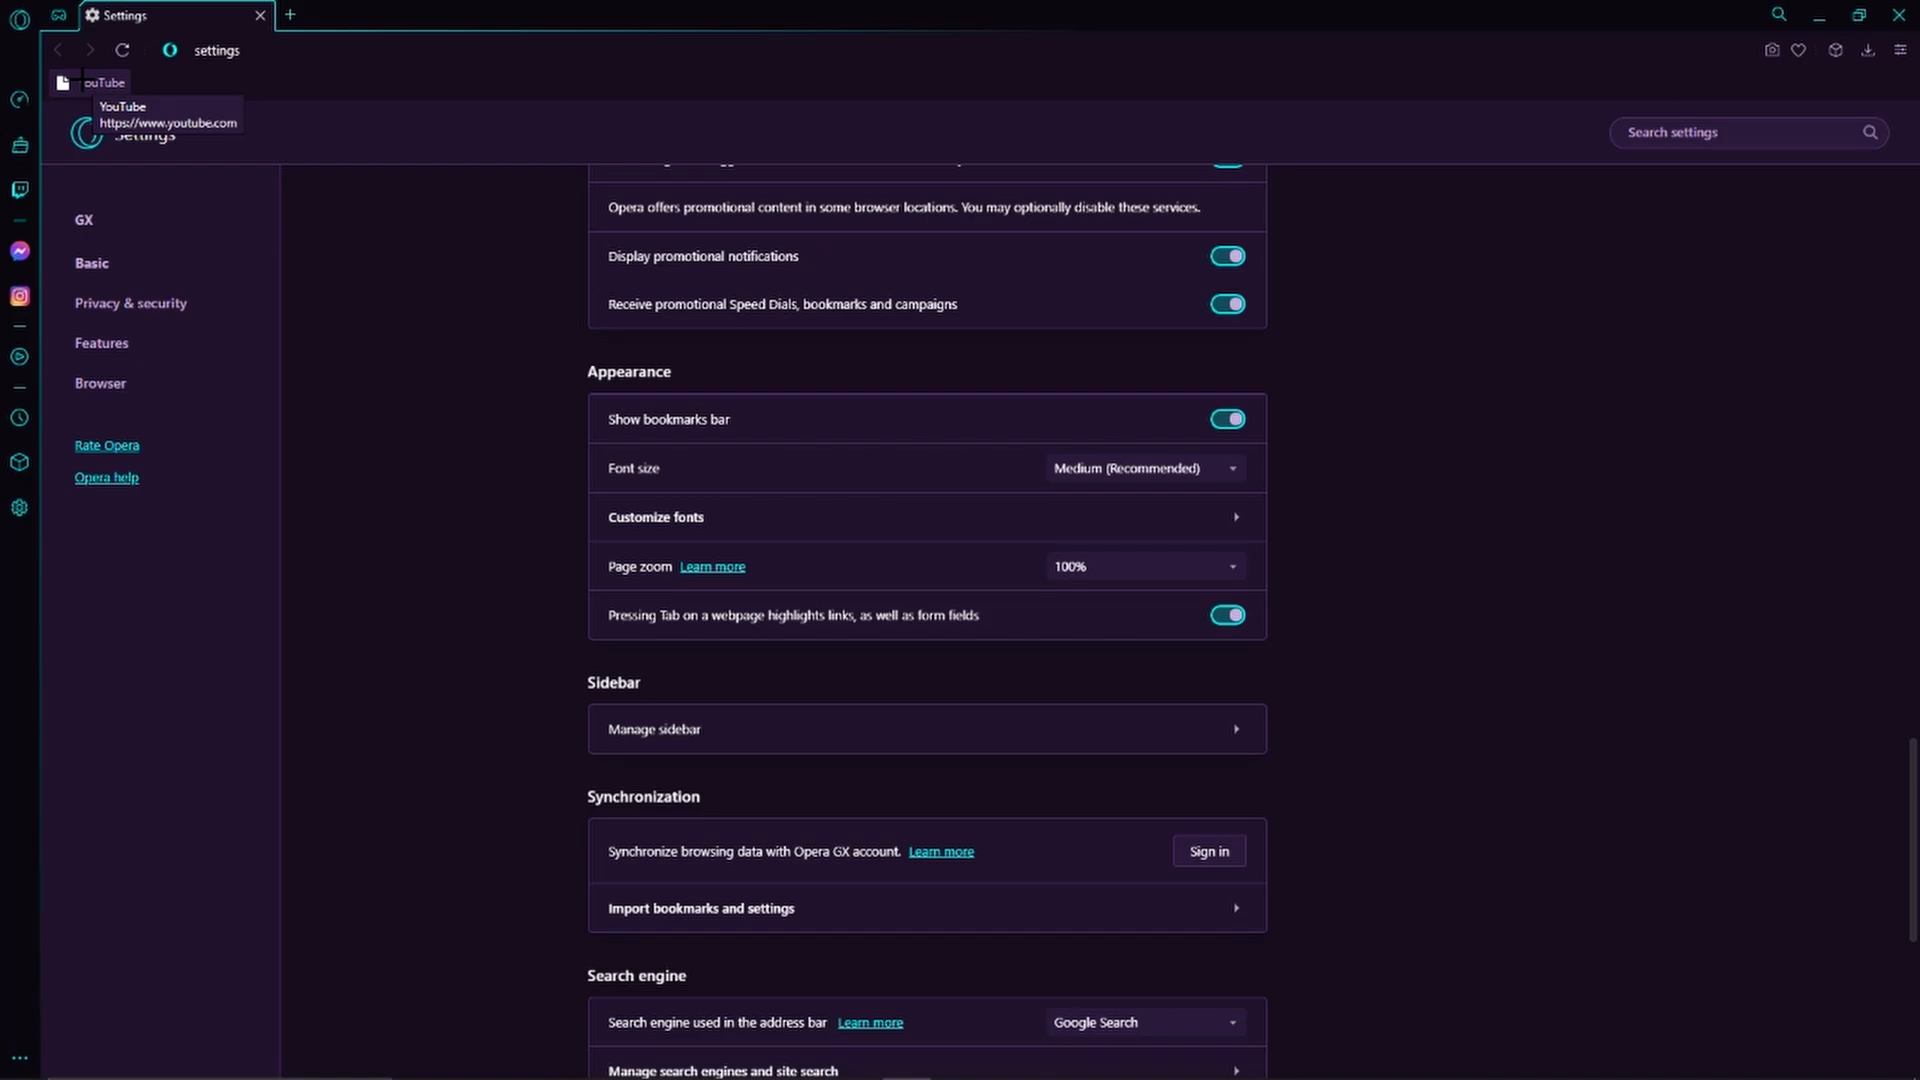 Settings
settings
ouTube
YouTube
https://www.youtube.com
Settings
Search settings
GX
Basic
Privacy & security
Features
Browser
Rate Opera
Opera help
Opera offers promotional content in some browser locations. You may optionally disable these services.
Display promotional notifications
Receive promotional Speed Dials, bookmarks and campaigns
Appearance
Show bookmarks bar
Font size Medium (Recommended)
Customize fonts
Page zoom Learn more 100%
Pressing Tab on a webpage highlights links, as well as form fields
Sidebar
Manage sidebar
Synchronization
Synchronize browsing data with Opera GX account. Learn more Sign in
Import bookmarks and settings
Search engine
Search engine used in the address bar Learn more Google Search
Manage search engines and site search